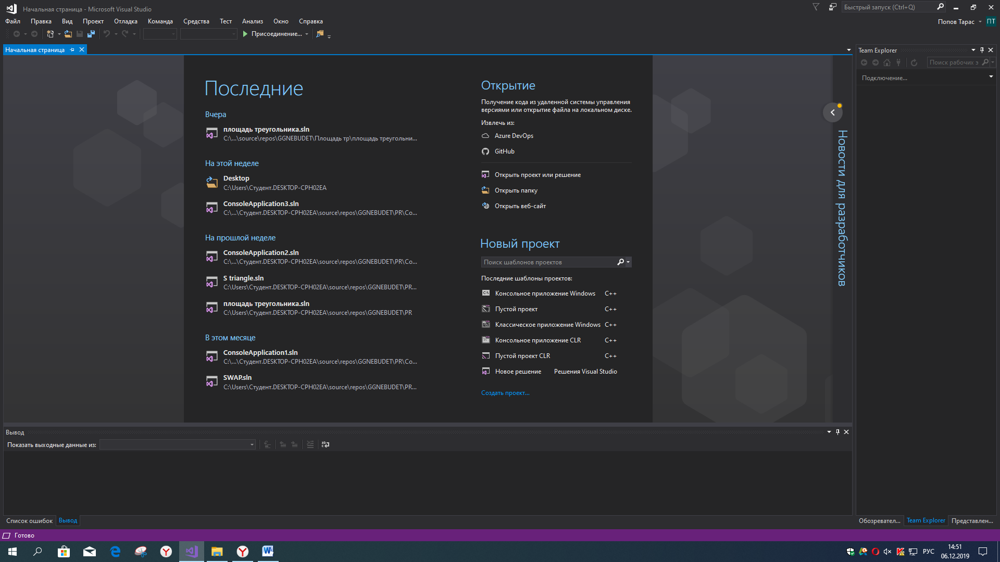 Начальная страница - Microsoft Visual Studio
Быстрый запуск (Ctrl+Q)
Файл Правка Вид Проект Отладка Команда Средства Тест Анализ Окно Справка
Попов Тарас ПТ
Присоединение...
Начальная страница
Последние
Вчера
площадь треугольника.sln
C:\...\source\repos\GGNEBUDET\Площадь тр\площадь треугольни...
На этой неделе
Desktop
C:\Users\Студент.DESKTOP-CPH02EA
ConsoleApplication3.sln
C:\...\Студент.DESKTOP-CPH02EA\source\repos\GGNEBUDET\PR\Co...
На прошлой неделе
ConsoleApplication2.sln
C:\...\Студент.DESKTOP-CPH02EA\source\repos\GGNEBUDET\PR\Co...
S triangle.sln
C:\Users\Студент.DESKTOP-CPH02EA\source\repos\GGNEBUDET\PR...
площадь треугольника.sln
C:\Users\Студент.DESKTOP-CPH02EA\source\repos\GGNEBUDET\PR
В этом месяце
ConsoleApplication1.sln
C:\...\Студент.DESKTOP-CPH02EA\source\repos\GGNEBUDET\PR\Co...
SWAP.sln
C:\Users\Студент.DESKTOP-CPH02EA\source\repos\GGNEBUDET\PR...
Открытие
Получение кода из удаленной системы управления
версиями или открытие файла на локальном диске.
Извлечь из:
Azure DevOps
GitHub
Открыть проект или решение
Открыть папку
Открыть веб-сайт
Новый проект
Поиск шаблонов проектов
Последние шаблоны проектов:
Консольное приложение Windows C++
Пустой проект C++
Классическое приложение Windows C++
Консольное приложение CLR C++
Пустой проект CLR C++
Новое решение Решения Visual Studio
Создать проект...
Новости для разработчиков
Team Explorer
Поиск рабочих э
Подключение...
Вывод
Показать выходные данные из:
Список ошибок Вывод
Обозревател... Team Explorer Представлен...
Готово
РУС
14:51
06.12.2019